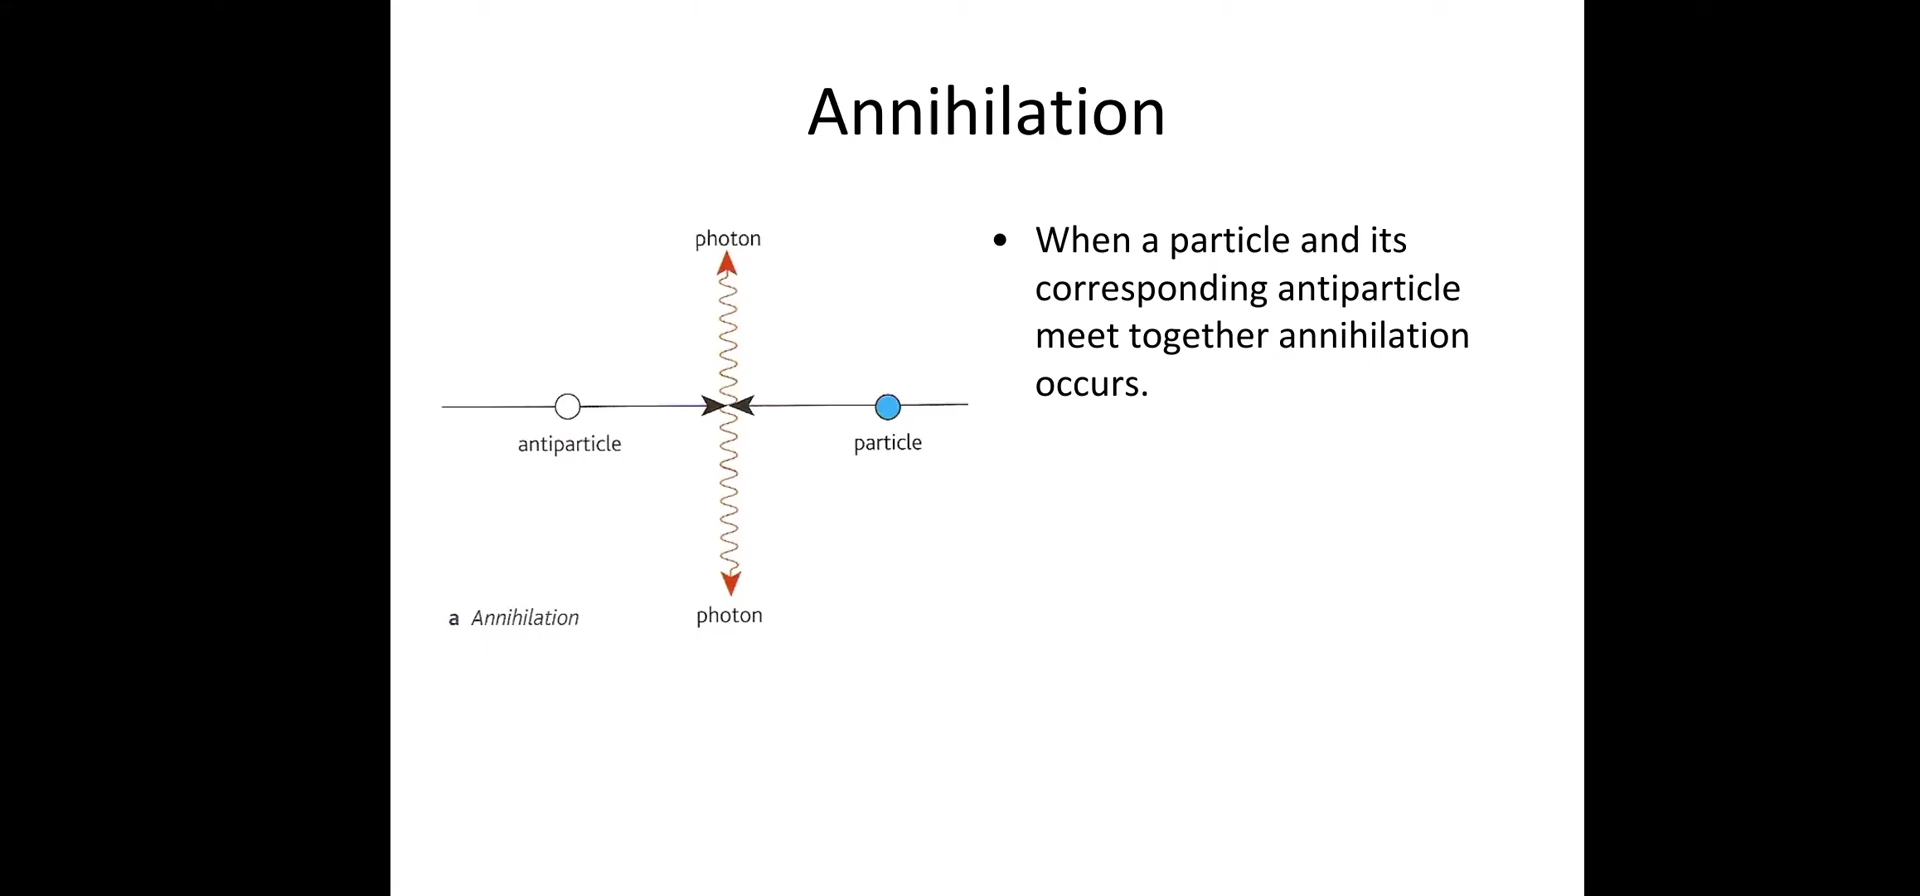 Annihilation
photon
antiparticle
particle
photon
a Annihilation
• When a particle and its
corresponding antiparticle
meet together annihilation
occurs.